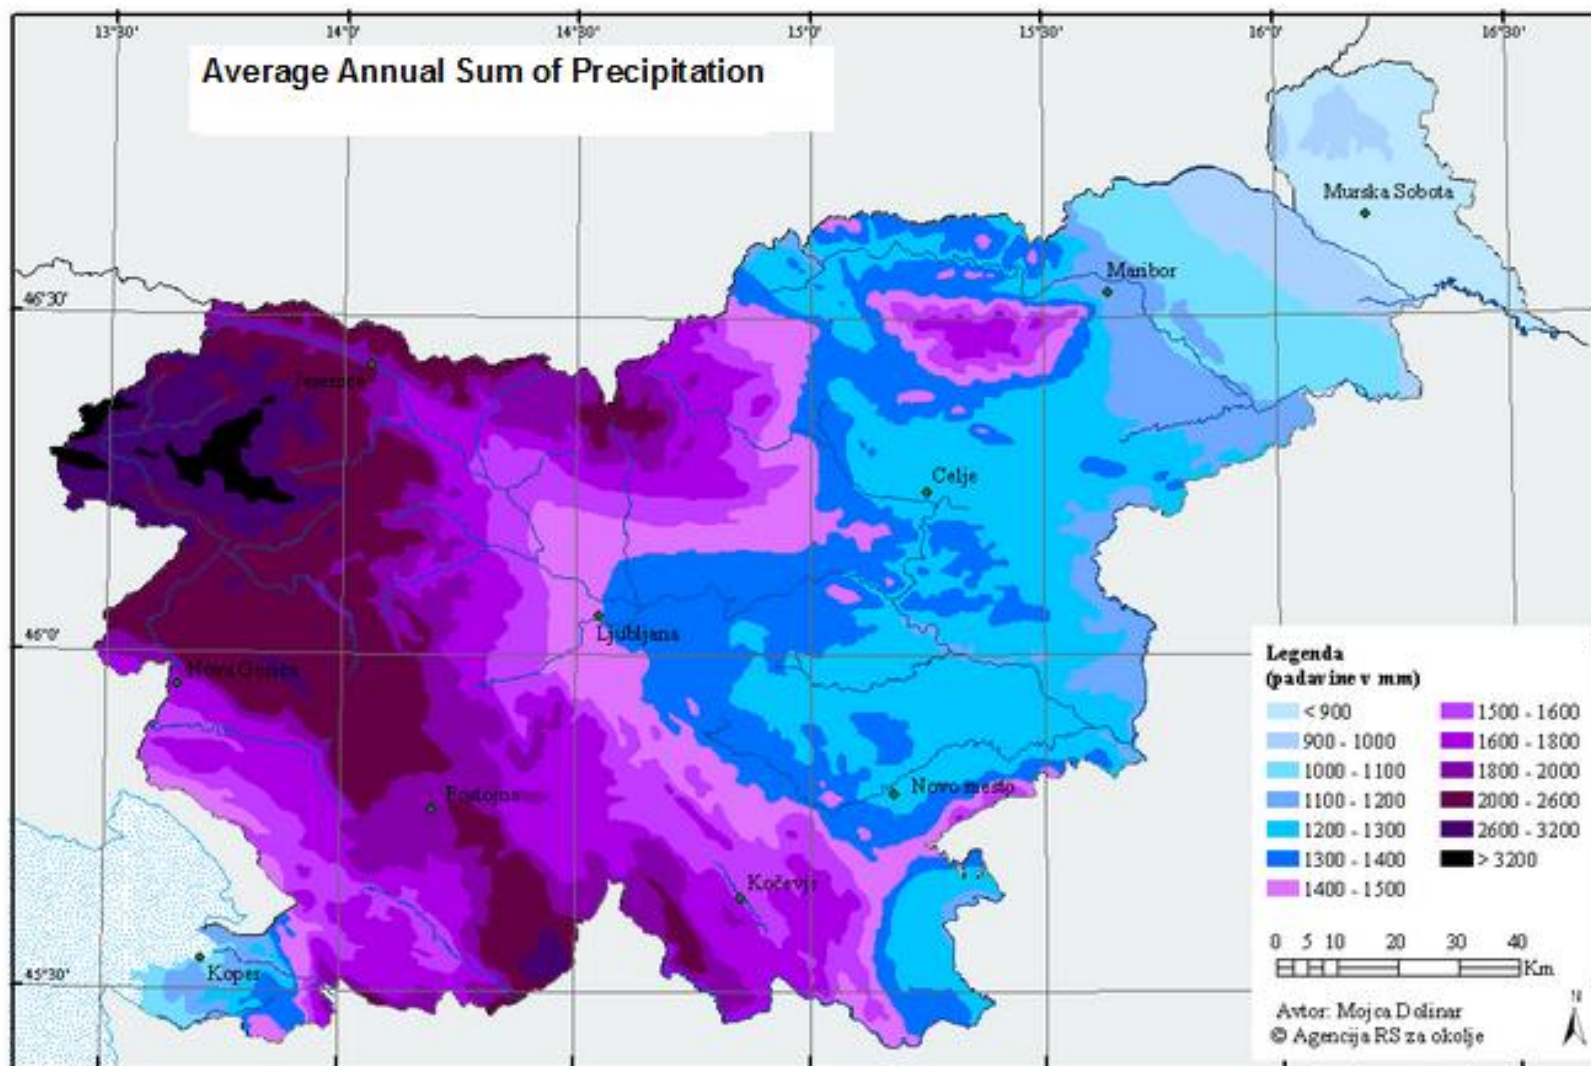 13°30' 14°0' 14°30' 15°0' 15°30' 16°0' 16°30'
Average Annual Sum of Precipitation
Murska Sobota
Maribor
46°30'
Jesenice
Celje
46°0'
Ljubljana
Nova Gorica
Legenda
(padavine v mm)
< 900
900 - 1000
1000 - 1100
1100 - 1200
1200 - 1300
1300 - 1400
1400 - 1500
1500 - 1600
1600 - 1800
1800 - 2000
2000 - 2600
2600 - 3200
> 3200
Postojna
Novo mesto
Kočevje
Koper
45°30'
0 5 10 20 30 40
Km
N
Avtor: Mojca Dolinar
© Agencija RS za okolje